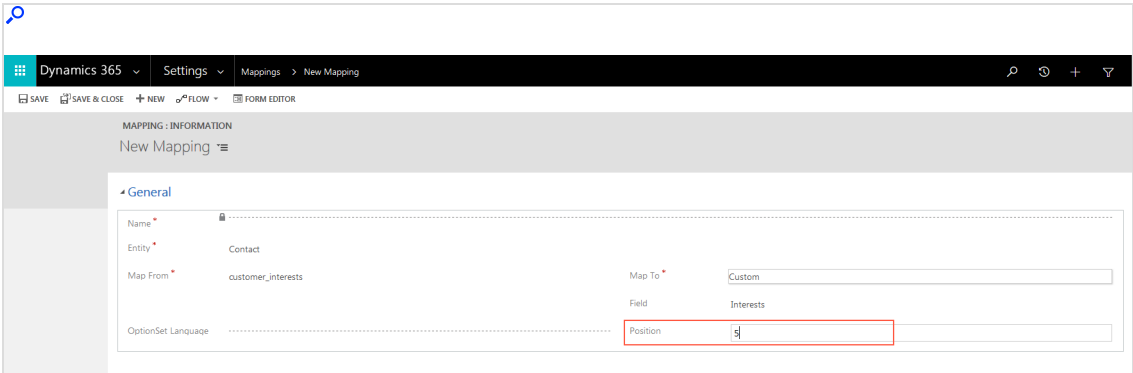 Dynamics 365 Settings Mappings > New Mapping
SAVE SAVE & CLOSE + NEW FLOW FORM EDITOR
MAPPING : INFORMATION
New Mapping
General
Name *
Entity * Contact
Map From * customer_interests Map To * Custom
Field Interests
OptionSet Language Position 5